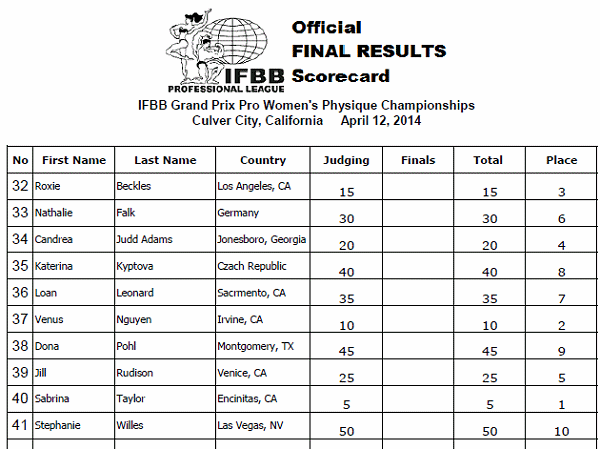 Official
FINAL RESULTS
Scorecard
IFBB
PROFESSIONAL LEAGUE
IFBB Grand Prix Pro Women's Physique Championships
Culver City, California April 12, 2014
No First Name Last Name Country Judging Finals Total Place
32 Roxie Beckles Los Angeles, CA 15 15 3
33 Nathalie Falk Germany 30 30 6
34 Candrea Judd Adams Jonesboro, Georgia 20 20 4
35 Katerina Kyptova Czach Republic 40 40 8
36 Loan Leonard Sacrmento, CA 35 35 7
37 Venus Nguyen Irvine, CA 10 10 2
38 Dona Pohl Montgomery, TX 45 45 9
39 Jill Rudison Venice, CA 25 25 5
40 Sabrina Taylor Encinitas, CA 5 5 1
41 Stephanie Willes Las Vegas, NV 50 50 10